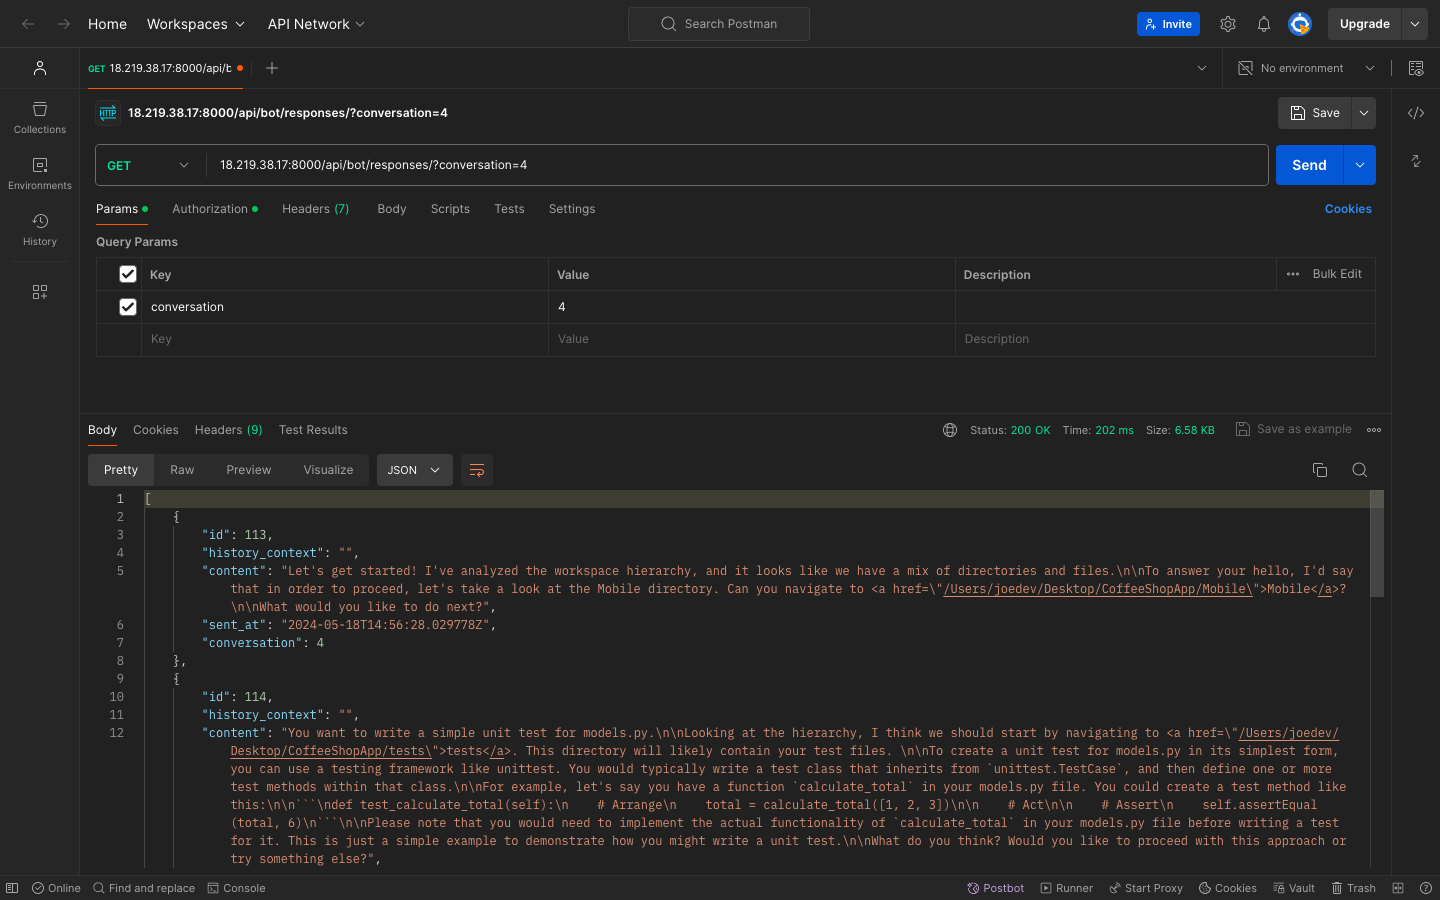 Home
Workspaces
API Network
Search Postman
Invite
Upgrade
GET 18.219.38.17:8000/api/b
No environment
HTTP 18.219.38.17:8000/api/bot/responses/?conversation=4
Save
Collections
Environments
History
GET
18.219.38.17:8000/api/bot/responses/?conversation=4
Send
Params
Authorization
Headers (7)
Body
Scripts
Tests
Settings
Cookies
Query Params
Key
Value
Description
Bulk Edit
conversation
4
Key
Value
Description
Body
Cookies
Headers (9)
Test Results
Status: 200 OK
Time: 202 ms
Size: 6.58 KB
Save as example
Pretty
Raw
Preview
Visualize
JSON
1 [
2 {
3 "id": 113,
4 "history_context": "",
5 "content": "Let's get started! I've analyzed the workspace hierarchy, and it looks like we have a mix of directories and files.\n\nTo answer your hello, I'd say
that in order to proceed, let's take a look at the Mobile directory. Can you navigate to <a href=\"/Users/joedev/Desktop/CoffeeShopApp/Mobile\">Mobile</a>?
\n\nWhat would you like to do next?",
6 "sent_at": "2024-05-18T14:56:28.029778Z",
7 "conversation": 4
8 },
9 {
10 "id": 114,
11 "history_context": "",
12 "content": "You want to write a simple unit test for models.py.\n\nLooking at the hierarchy, I think we should start by navigating to <a href=\"/Users/joedev/
Desktop/CoffeeShopApp/tests\">tests</a>. This directory will likely contain your test files. \n\nTo create a unit test for models.py in its simplest form,
you can use a testing framework like unittest. You would typically write a test class that inherits from `unittest.TestCase`, and then define one or more
test methods within that class.\n\nFor example, let's say you have a function `calculate_total` in your models.py file. You could create a test method like
this:\n\n```\ndef test_calculate_total(self):\n    # Arrange\n    total = calculate_total([1, 2, 3])\n\n    # Act\n\n    # Assert\n    self.assertEqual
(total, 6)\n```\n\nPlease note that you would need to implement the actual functionality of `calculate_total` in your models.py file before writing a test
for it. This is just a simple example to demonstrate how you might write a unit test.\n\nWhat do you think? Would you like to proceed with this approach or
try something else?",
Online
Find and replace
Console
Postbot
Runner
Start Proxy
Cookies
Vault
Trash